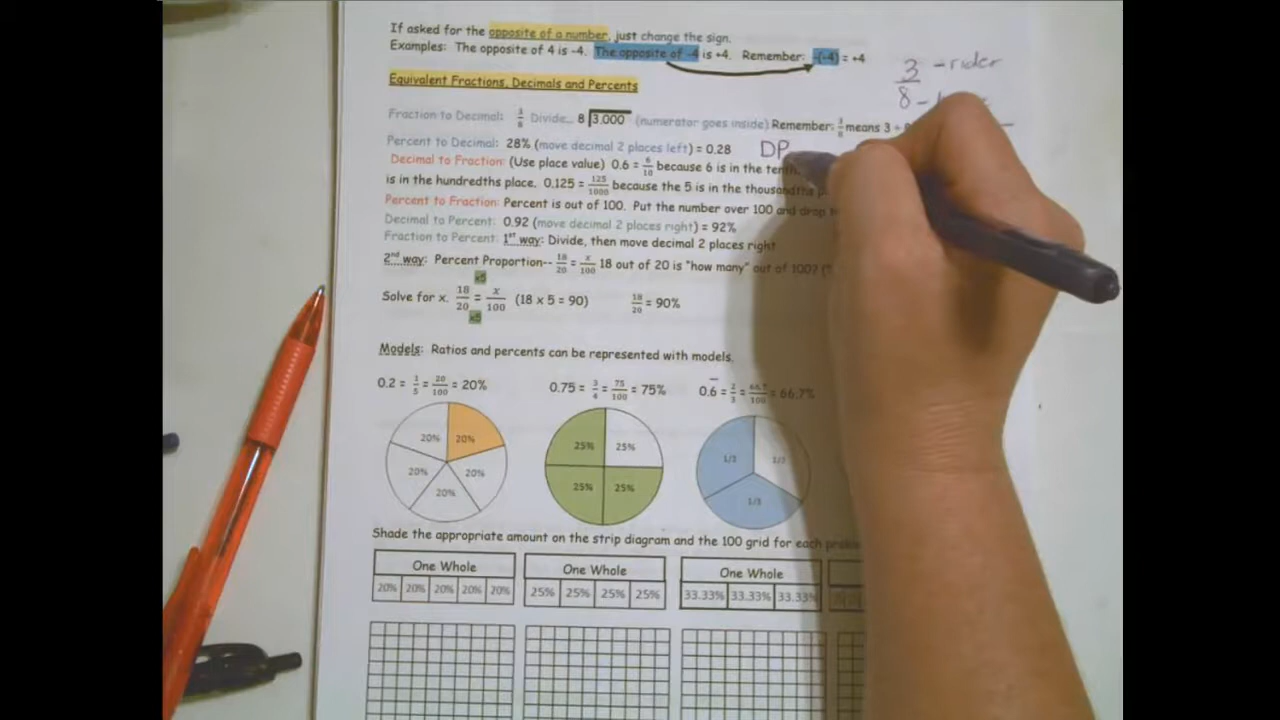 If asked for the opposite of a number, just change the sign.
Examples: The opposite of 4 is -4. The opposite of -4 is +4. Remember: -(-4) = +4
3 - rider
8 -
Equivalent Fractions, Decimals and Percents
Fraction to Decimal: 3/8 Divide... 8 3.000 (numerator goes inside) Remember: 3/8 means 3 ÷
Percent to Decimal: 28% (move decimal 2 places left) = 0.28 DP
Decimal to Fraction: (Use place value) 0.6 = 6/10 because 6 is in the
is in the hundredths place. 0.125 = 125/1000 because the 5 is in the thousandths
Percent to Fraction: Percent is out of 100. Put the number over 100 and drop
Decimal to Percent: 0.92 (move decimal 2 places right) = 92%
Fraction to Percent: 1st way: Divide, then move decimal 2 places right
2nd way: Percent Proportion-- 18/20 = x/100 18 out of 20 is "how many" out of 100?
x5
Solve for x. 18/20 = x/100 (18 x 5 = 90) 18/20 = 90%
x5
Models: Ratios and percents can be represented with models.
0.2 = 1/5 = 20/100 = 20% 0.75 = 3/4 = 75/100 = 75% 0.6̅ = 2/3 = 66.7/100 = 66.7%
20% 20% 25% 25% 1/3 1/3
20% 20% 25% 25% 1/3
20%
Shade the appropriate amount on the strip diagram and the 100 grid for each
One Whole One Whole One Whole
20% 20% 20% 20% 20% 25% 25% 25% 25% 33.33% 33.33% 33.33%